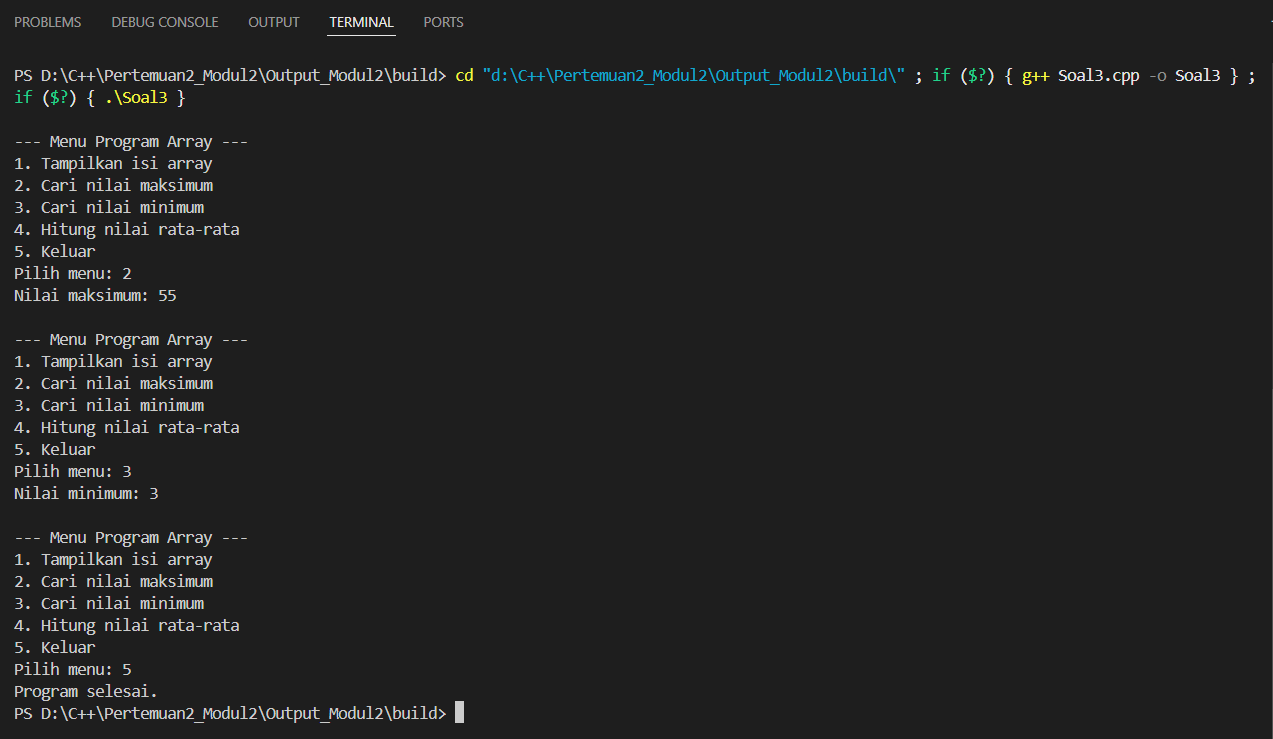 PROBLEMS DEBUG CONSOLE OUTPUT TERMINAL PORTS
PS D:\C++\Pertemuan2_Modul2\Output_Modul2\build> cd "d:\C++\Pertemuan2_Modul2\Output_Modul2\build\" ; if ($?) { g++ Soal3.cpp -o Soal3 } ;
if ($?) { .\Soal3 }
--- Menu Program Array ---
1. Tampilkan isi array
2. Cari nilai maksimum
3. Cari nilai minimum
4. Hitung nilai rata-rata
5. Keluar
Pilih menu: 2
Nilai maksimum: 55
--- Menu Program Array ---
1. Tampilkan isi array
2. Cari nilai maksimum
3. Cari nilai minimum
4. Hitung nilai rata-rata
5. Keluar
Pilih menu: 3
Nilai minimum: 3
--- Menu Program Array ---
1. Tampilkan isi array
2. Cari nilai maksimum
3. Cari nilai minimum
4. Hitung nilai rata-rata
5. Keluar
Pilih menu: 5
Program selesai.
PS D:\C++\Pertemuan2_Modul2\Output_Modul2\build>